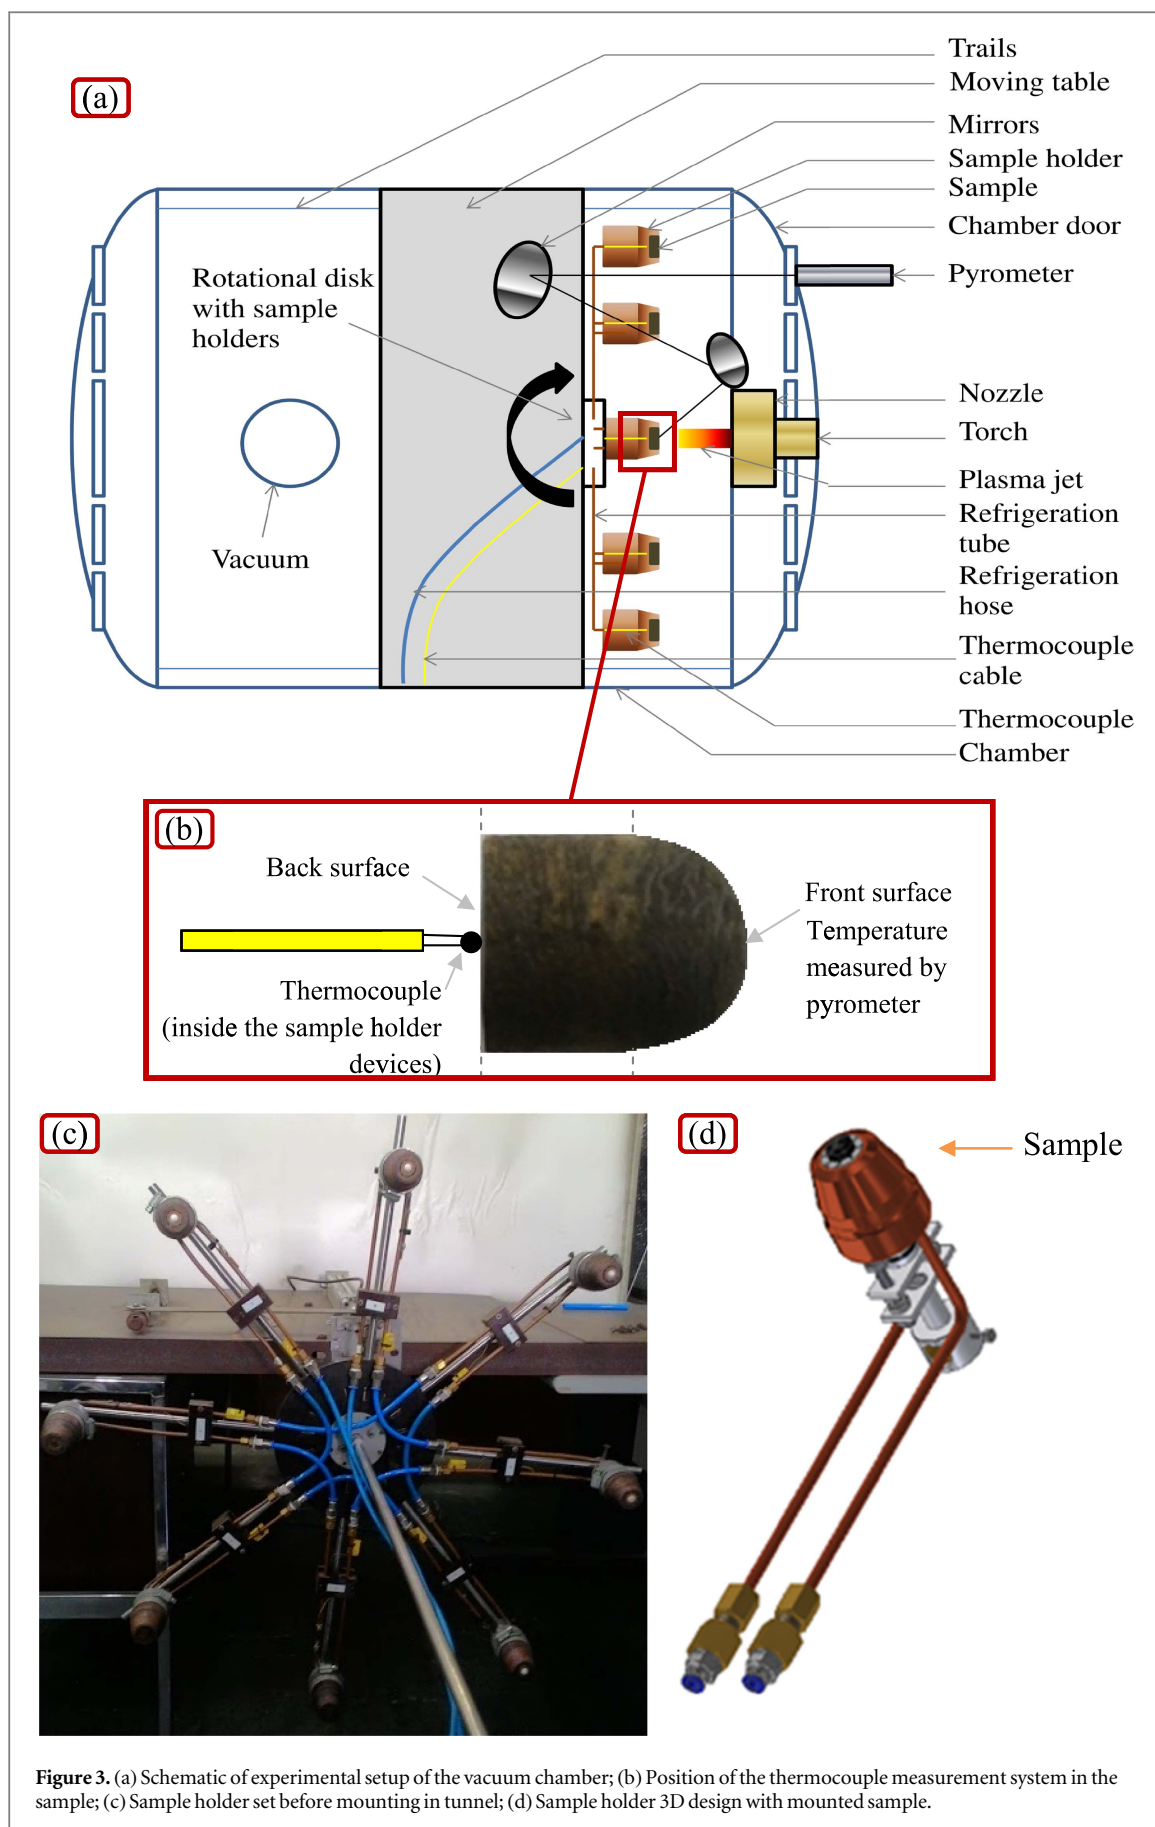 (a)
Trails
Moving table
Mirrors
Sample holder
Sample
Chamber door
Pyrometer
Rotational disk
with sample
holders
Nozzle
Torch
Plasma jet
Refrigeration
tube
Refrigeration
hose
Vacuum
Thermocouple
cable
Thermocouple
Chamber
(b)
Back surface
Thermocouple
(inside the sample holder
devices)
Front surface
Temperature
measured by
pyrometer
(c)
(d)
Sample
Figure 3. (a) Schematic of experimental setup of the vacuum chamber; (b) Position of the thermocouple measurement system in the
sample; (c) Sample holder set before mounting in tunnel; (d) Sample holder 3D design with mounted sample.